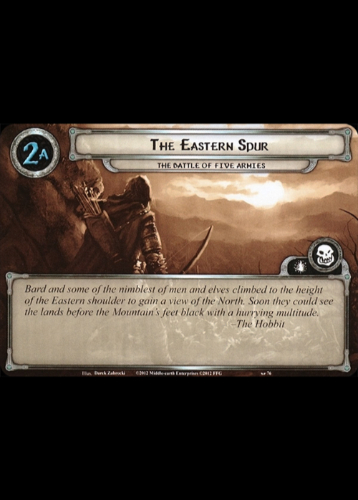 2A
THE EASTERN SPUR
THE BATTLE OF FIVE ARMIES
Bard and some of the nimblest of men and elves climbed to the height
of the Eastern shoulder to gain a view of the North. Soon they could see
the lands before the Mountain's feet black with a hurrying multitude.
-The Hobbit
Illus. Darek Zabrocki ©2012 Middle-earth Enterprises ©2012 FFG 76